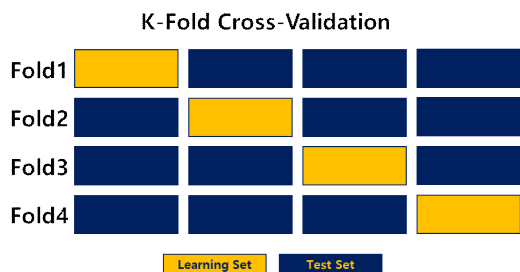 K-Fold Cross-Validation
Fold1
Fold2
Fold3
Fold4
Learning Set Test Set